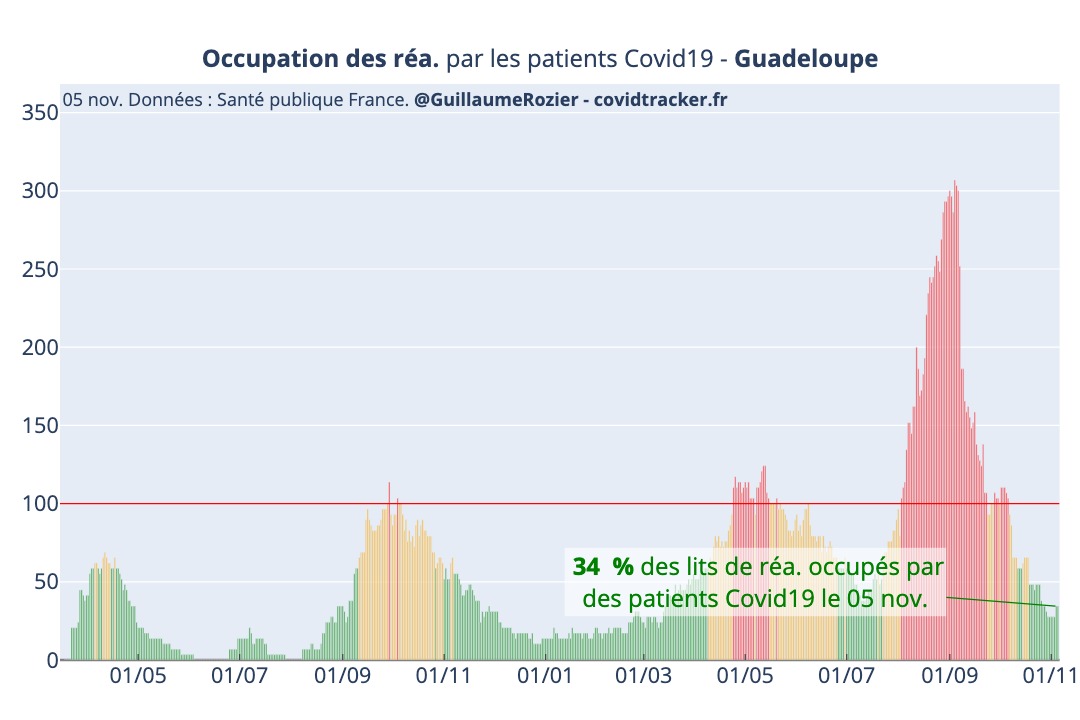 Occupation des réa. par les patients Covid19 - Guadeloupe
05 nov. Données : Santé publique France. @GuillaumeRozier - covidtracker.fr
350
300
250
200
150
100
50
0
34  % des lits de réa. occupés par
des patients Covid19 le 05 nov.
01/05 01/07 01/09 01/11 01/01 01/03 01/05 01/07 01/09 01/11